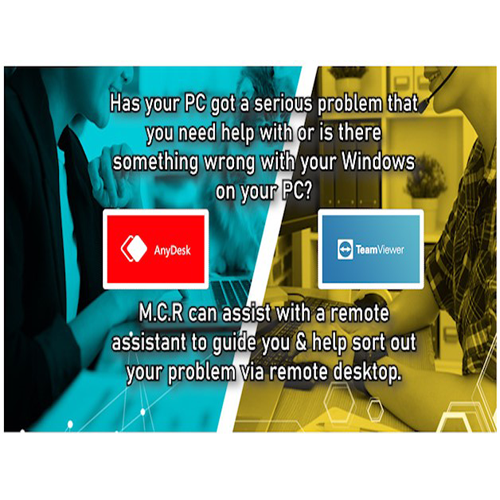 Has your PC got a serious problem that
you need help with or is there
something wrong with your Windows
on your PC?
AnyDesk
TeamViewer
M.C.R can assist with a remote
assistant to guide you & help sort out
your problem via remote desktop.